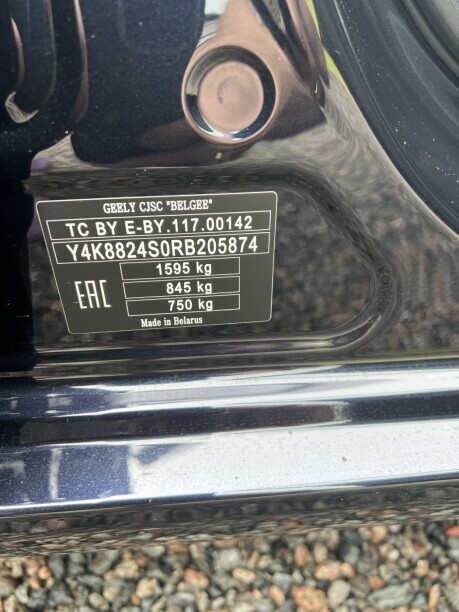 GEELY CJSC "BELGEE"
TC BY E-BY.117.00142
Y4K8824S0RB205874
1595 kg
EAC 845 kg
750 kg
Made in Belarus